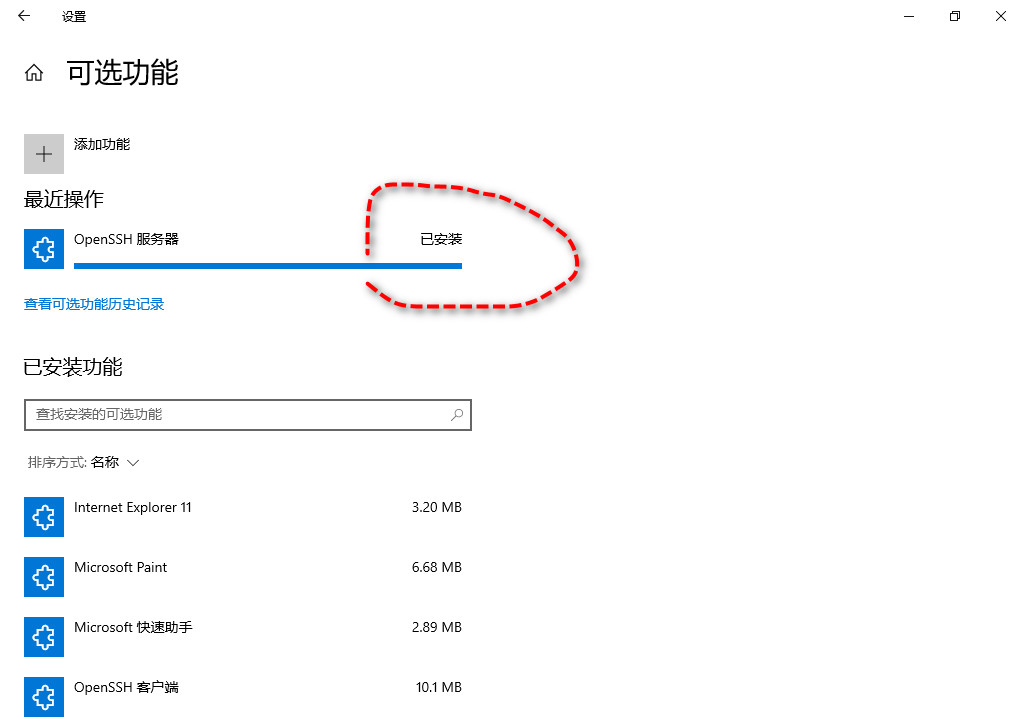 设置
可选功能
添加功能
最近操作
OpenSSH 服务器 已安装
查看可选功能历史记录
已安装功能
查找安装的可选功能
排序方式: 名称
Internet Explorer 11 3.20 MB
Microsoft Paint 6.68 MB
Microsoft 快速助手 2.89 MB
OpenSSH 客户端 10.1 MB